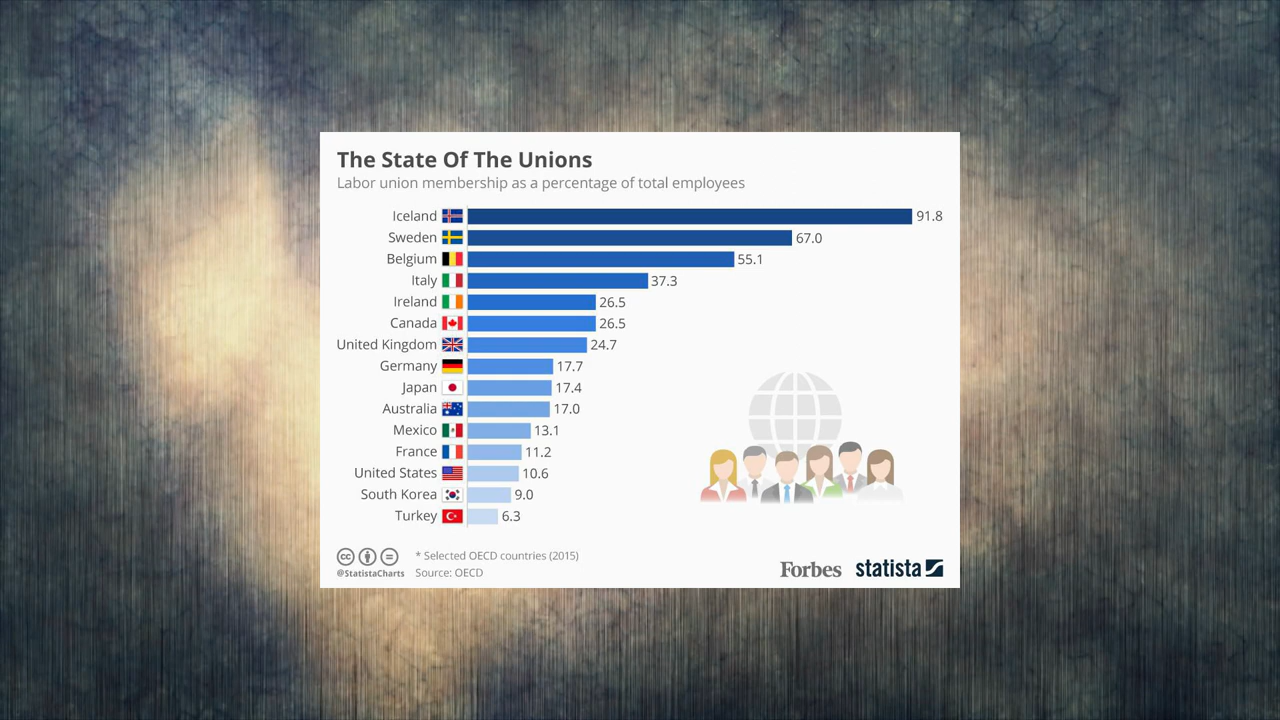 The State Of The Unions
Labor union membership as a percentage of total employees
Iceland 91.8
Sweden 67.0
Belgium 55.1
Italy 37.3
Ireland 26.5
Canada 26.5
United Kingdom 24.7
Germany 17.7
Japan 17.4
Australia 17.0
Mexico 13.1
France 11.2
United States 10.6
South Korea 9.0
Turkey 6.3
cc
@StatistaCharts
* Selected OECD countries (2015)
Source: OECD
Forbes statista